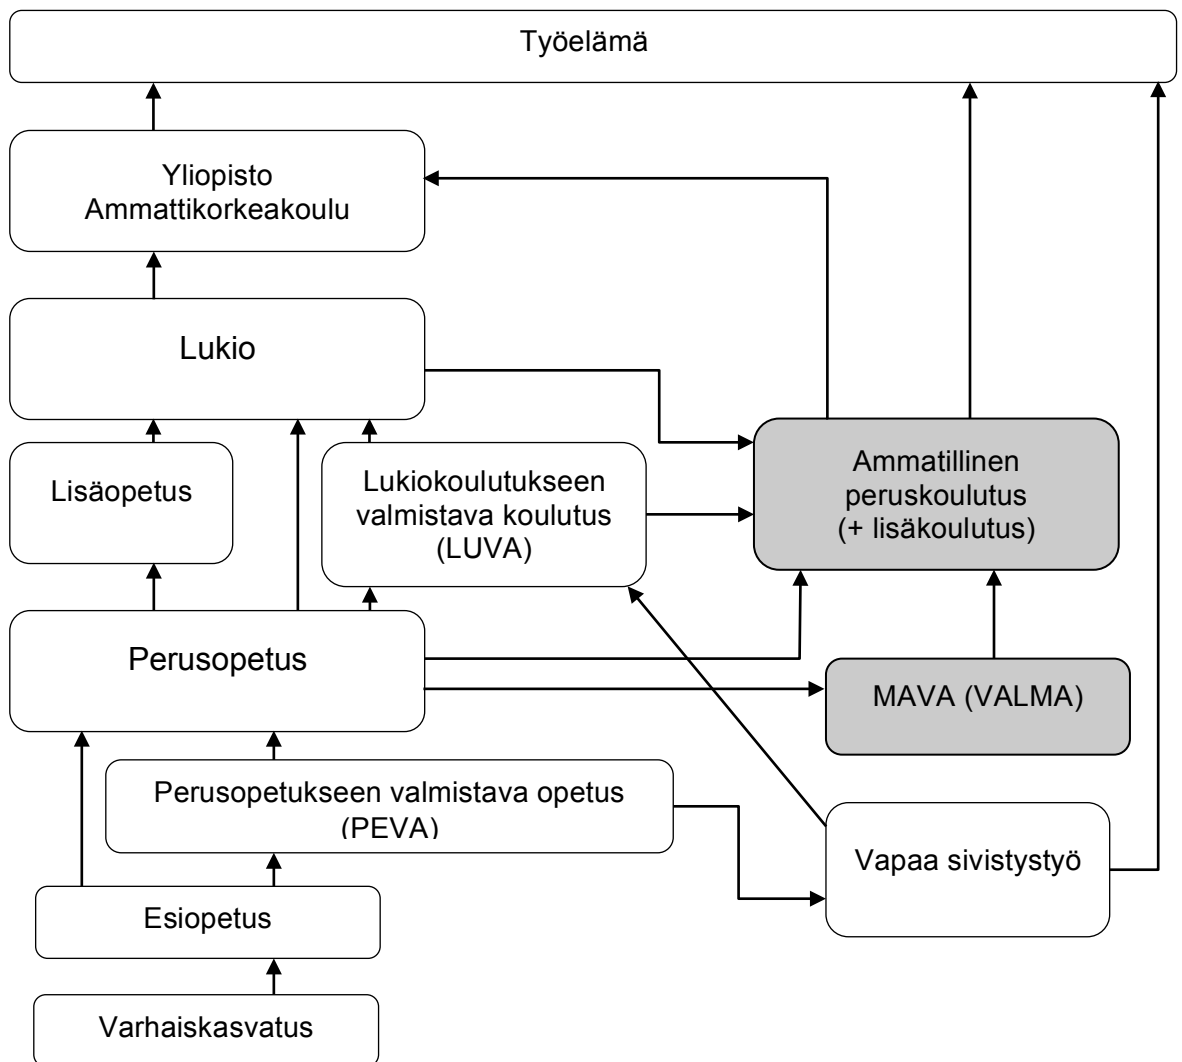 Työelämä
Yliopisto
Ammattikorkeakoulu
Lukio
Lisäopetus
Lukiokoulutukseen
valmistava koulutus
(LUVA)
Ammatillinen
peruskoulutus
(+ lisäkoulutus)
Perusopetus
MAVA (VALMA)
Perusopetukseen valmistava opetus
(PEVA)
Vapaa sivistystyö
Esiopetus
Varhaiskasvatus